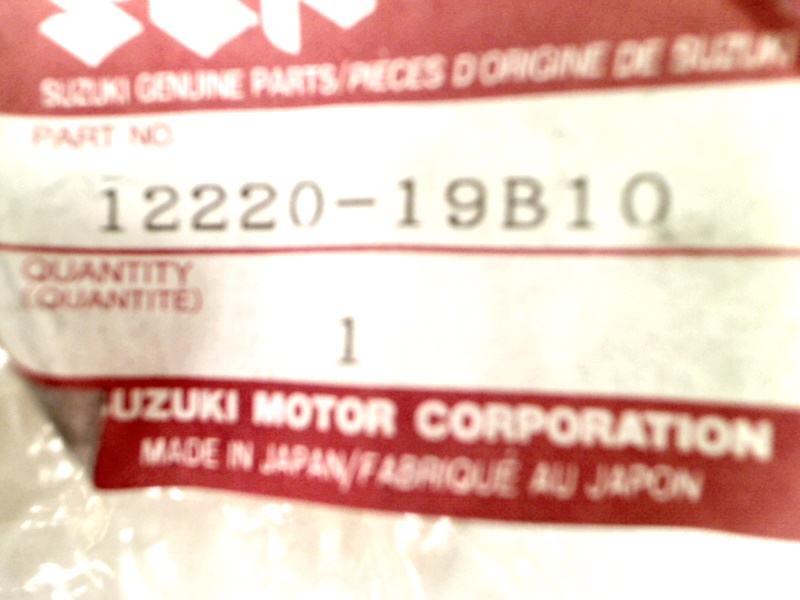 SUZUKI GENUINE PARTS/PIECES D'ORIGINE DE SUZUKI
PART NO.
12220-19B10
QUANTITY
(QUANTITE)
1
SUZUKI MOTOR CORPORATION
MADE IN JAPAN/FABRIQUÉ AU JAPON